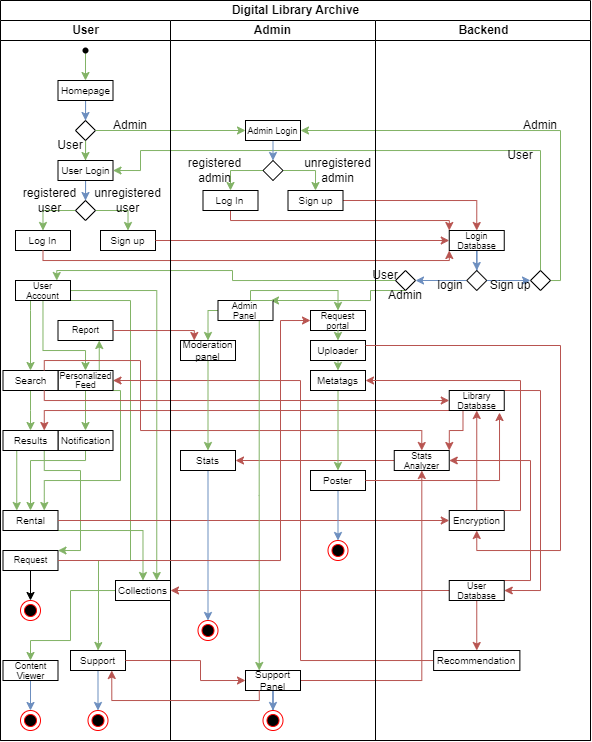 Digital Library Archive
User
Admin
Backend
Homepage
Admin
Admin Login
Admin
User
User
User Login
registered
admin
unregistered
admin
registered
user
unregistered
user
Log In
Sign up
Log In
Sign up
Login
Database
User
Account
User
Admin
login
Sign up
Admin
Panel
Request
portal
Report
Moderation
panel
Uploader
Search
Personalized
Feed
Metatags
Library
Database
Results
Notification
Stats
Stats
Analyzer
Poster
Rental
Encryption
Request
Collections
User
Database
Content
Viewer
Support
Support
Panel
Recommendation